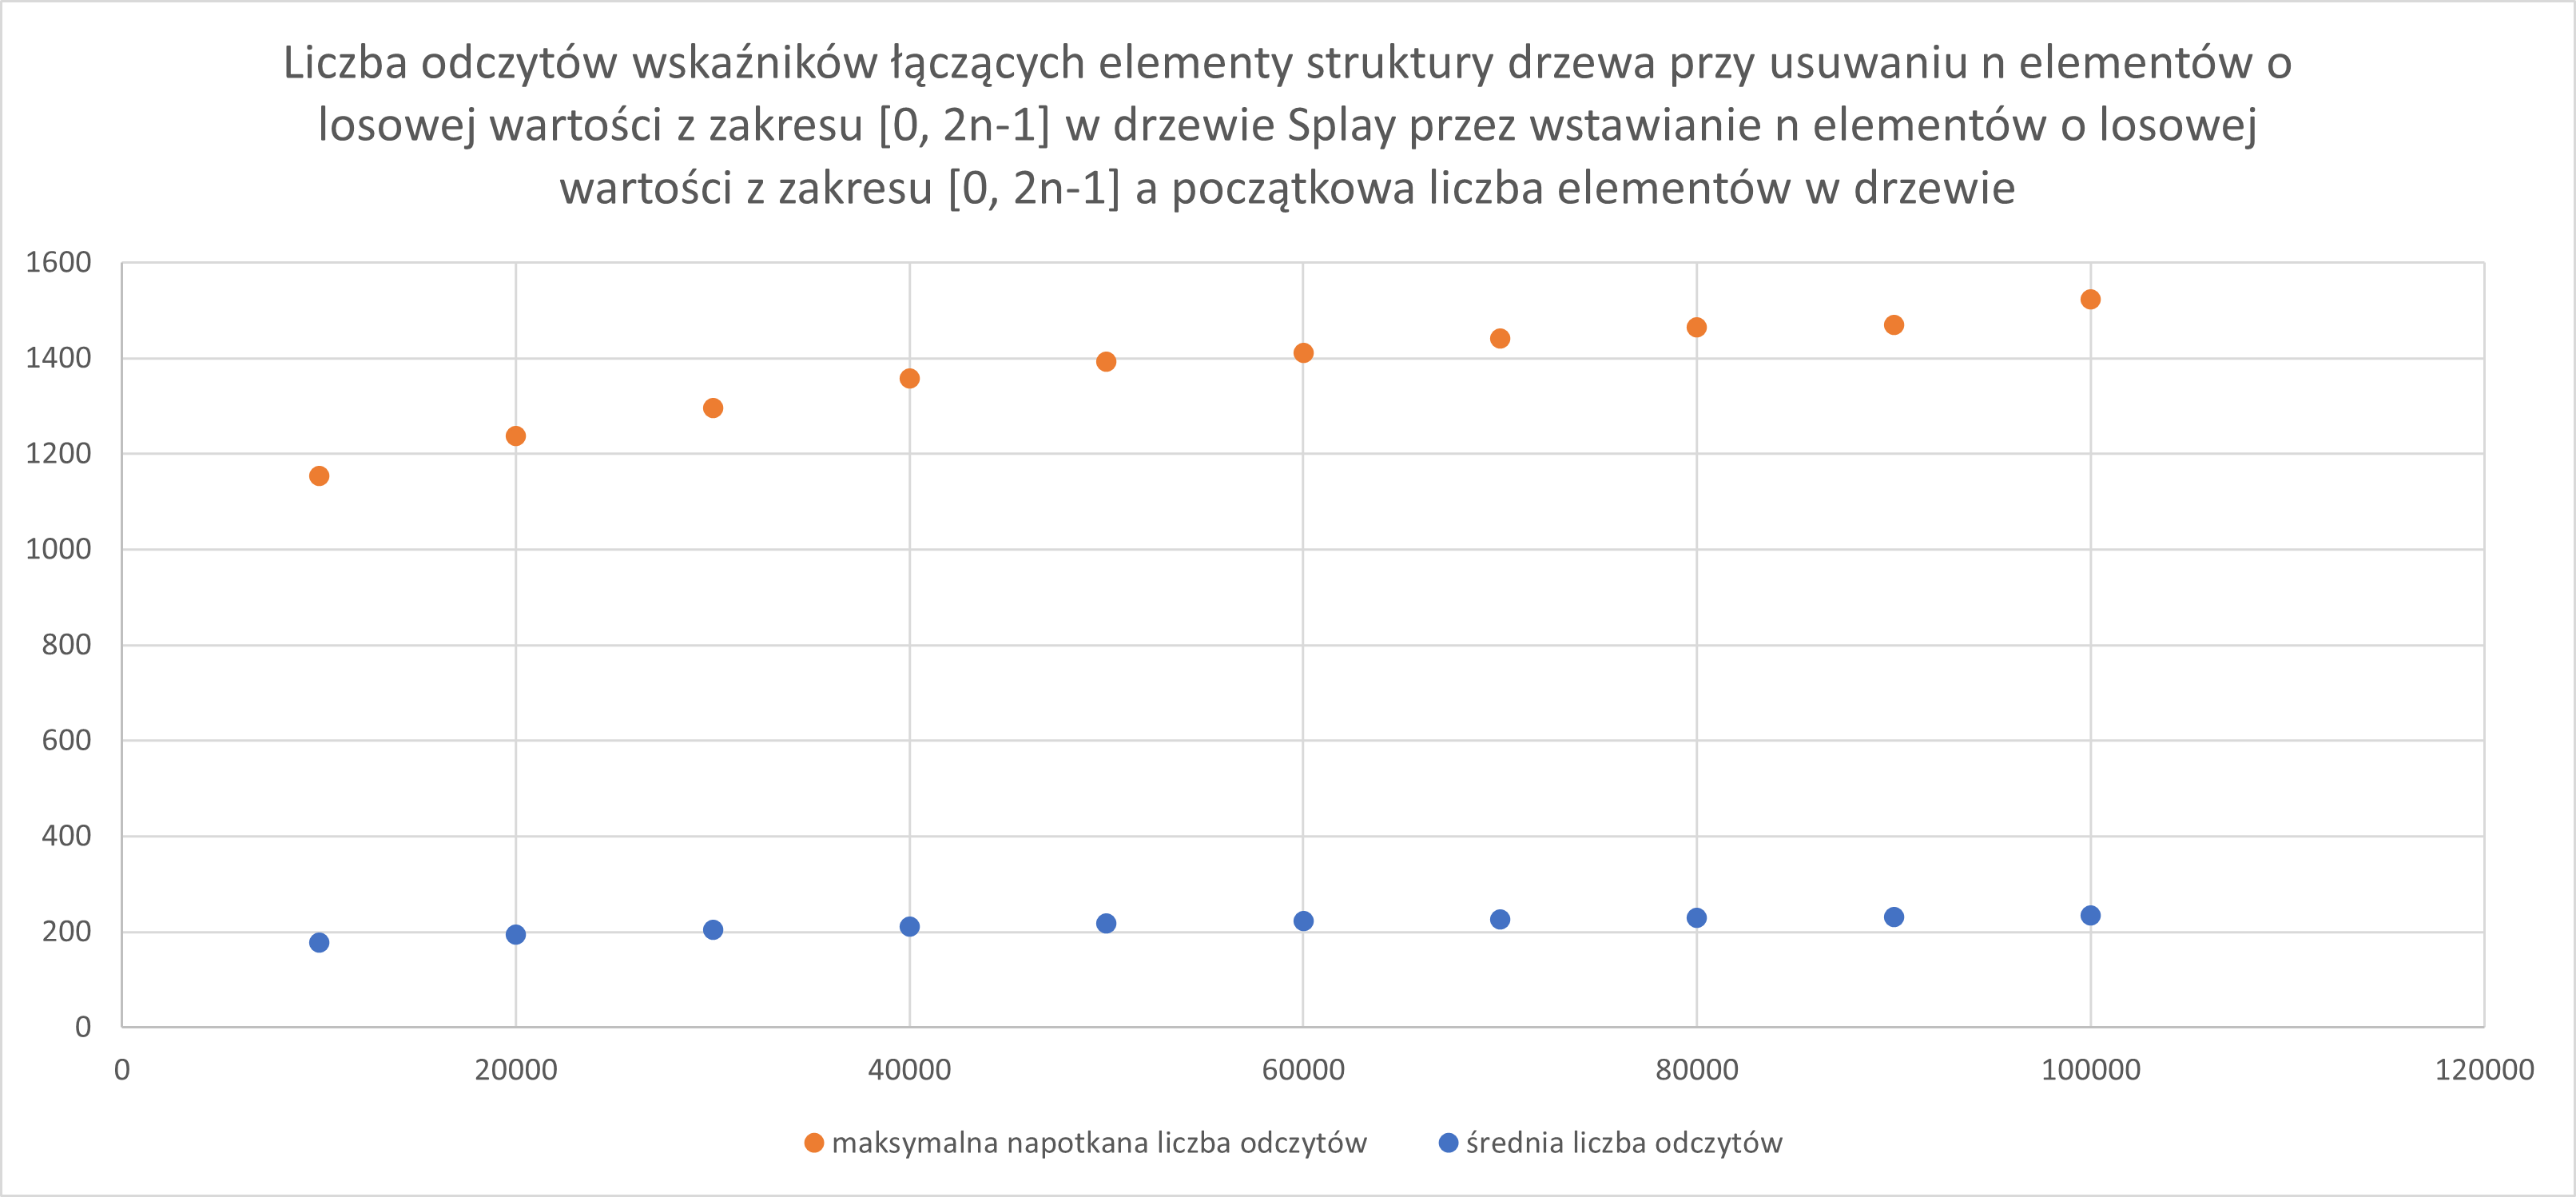 Liczba odczytów wskaźników łączących elementy struktury drzewa przy usuwaniu n elementów o
losowej wartości z zakresu [0, 2n-1] w drzewie Splay przez wstawianie n elementów o losowej
wartości z zakresu [0, 2n-1] a początkowa liczba elementów w drzewie
1600
1400
1200
1000
800
600
400
200
0
0 20000 40000 60000 80000 100000 120000
maksymalna napotkana liczba odczytów średnia liczba odczytów